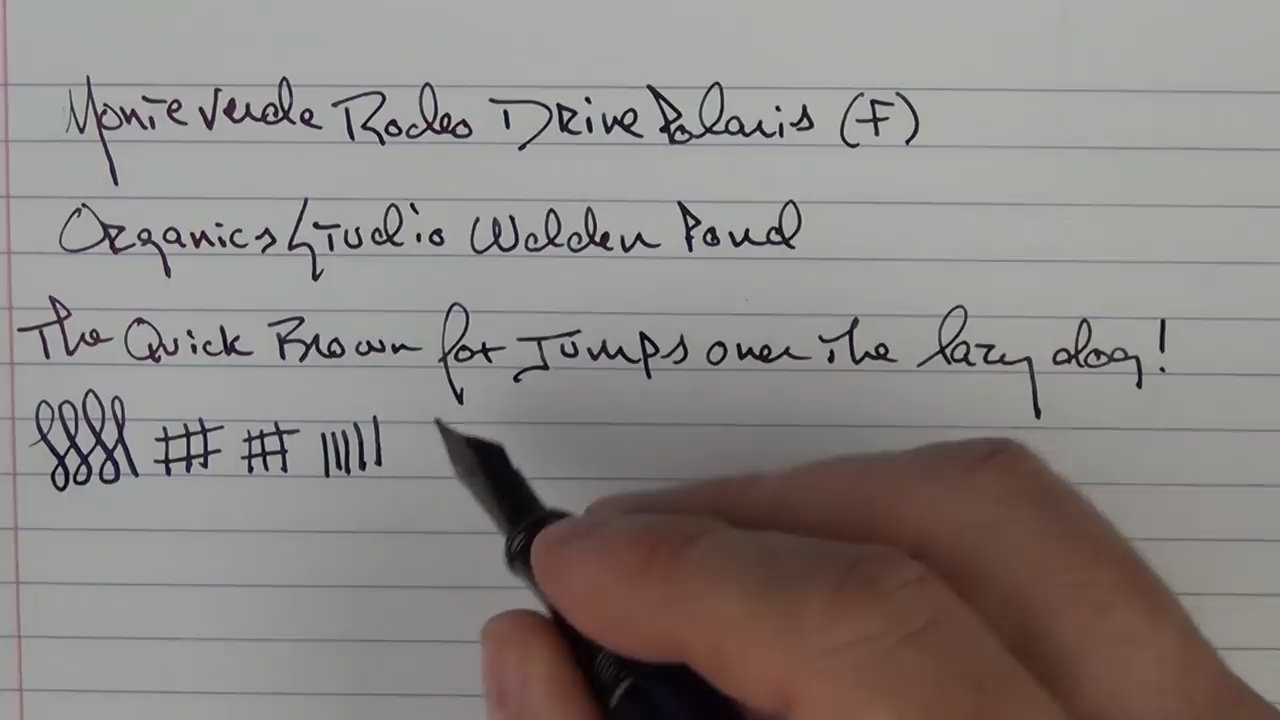 Monteverde Rodeo Drive Polaris (F)
Organics Studio Walden Pond
The Quick Brown fox Jumps over The lazy dog!